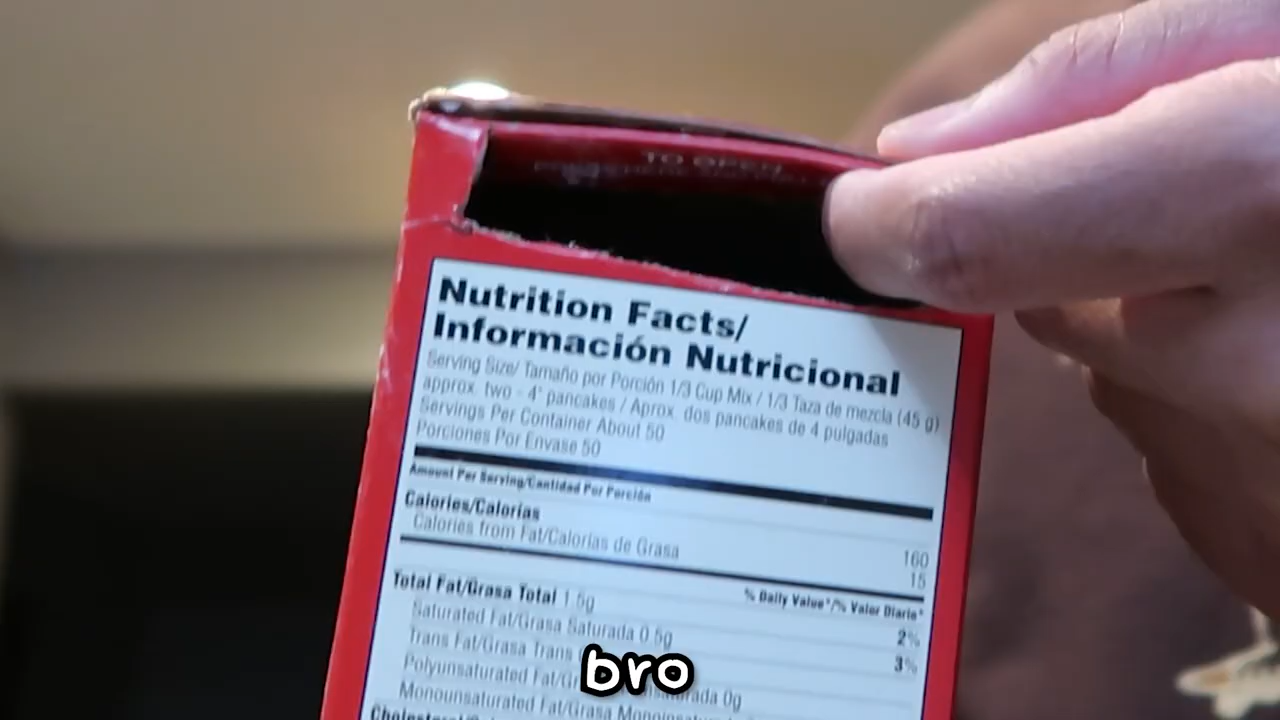 TO OPEN
Nutrition Facts/
Información Nutricional
Serving Size/ Tamaño por Porción 1/3 Cup Mix / 1/3 Taza de mezcla (45 g)
approx. two - 4" pancakes / Aprox. dos pancakes de 4 pulgadas
Servings Per Container About 50
Porciones Por Envase 50
Amount Per Serving/Cantidad Por Porción
Calories/Calorías 160
Calories from Fat/Calorías de Grasa 15
% Daily Value*/% Valor Diario*
Total Fat/Grasa Total 1.5g 2%
Saturated Fat/Grasa Saturada 0.5g 3%
Trans Fat/Grasa Trans
Polyunsaturated Fat/ 0g
Monounsaturated Fat/Grasa
bro